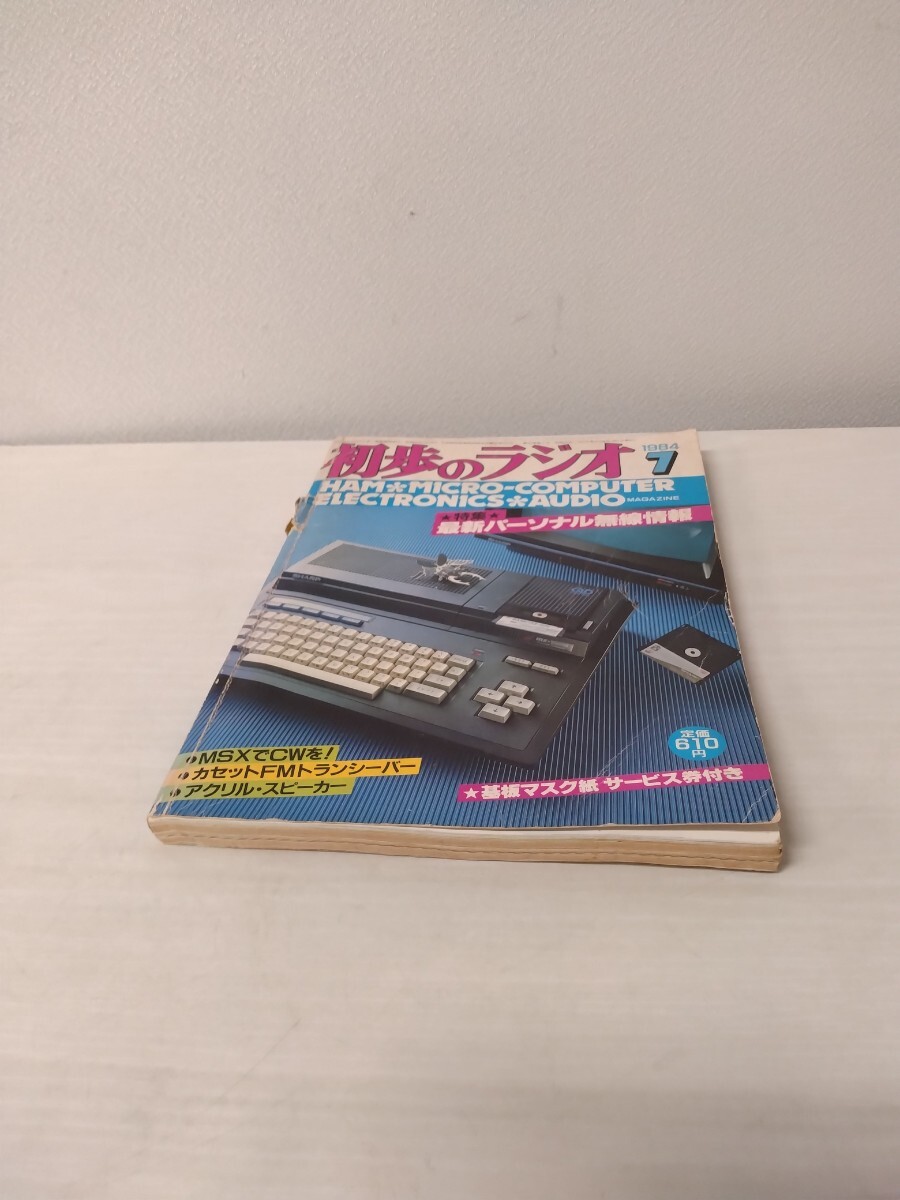 初歩のラジオ
1984
7
HAM*MICRO-COMPUTER
ELECTRONICS*AUDIO MAGAZINE
★特集★
最新パーソナル無線情報
SHARP
定価
610
円
MSXでCWを!
カセットFMトランシーバー
アクリル・スピーカー
★基板マスク紙 サービス券付き